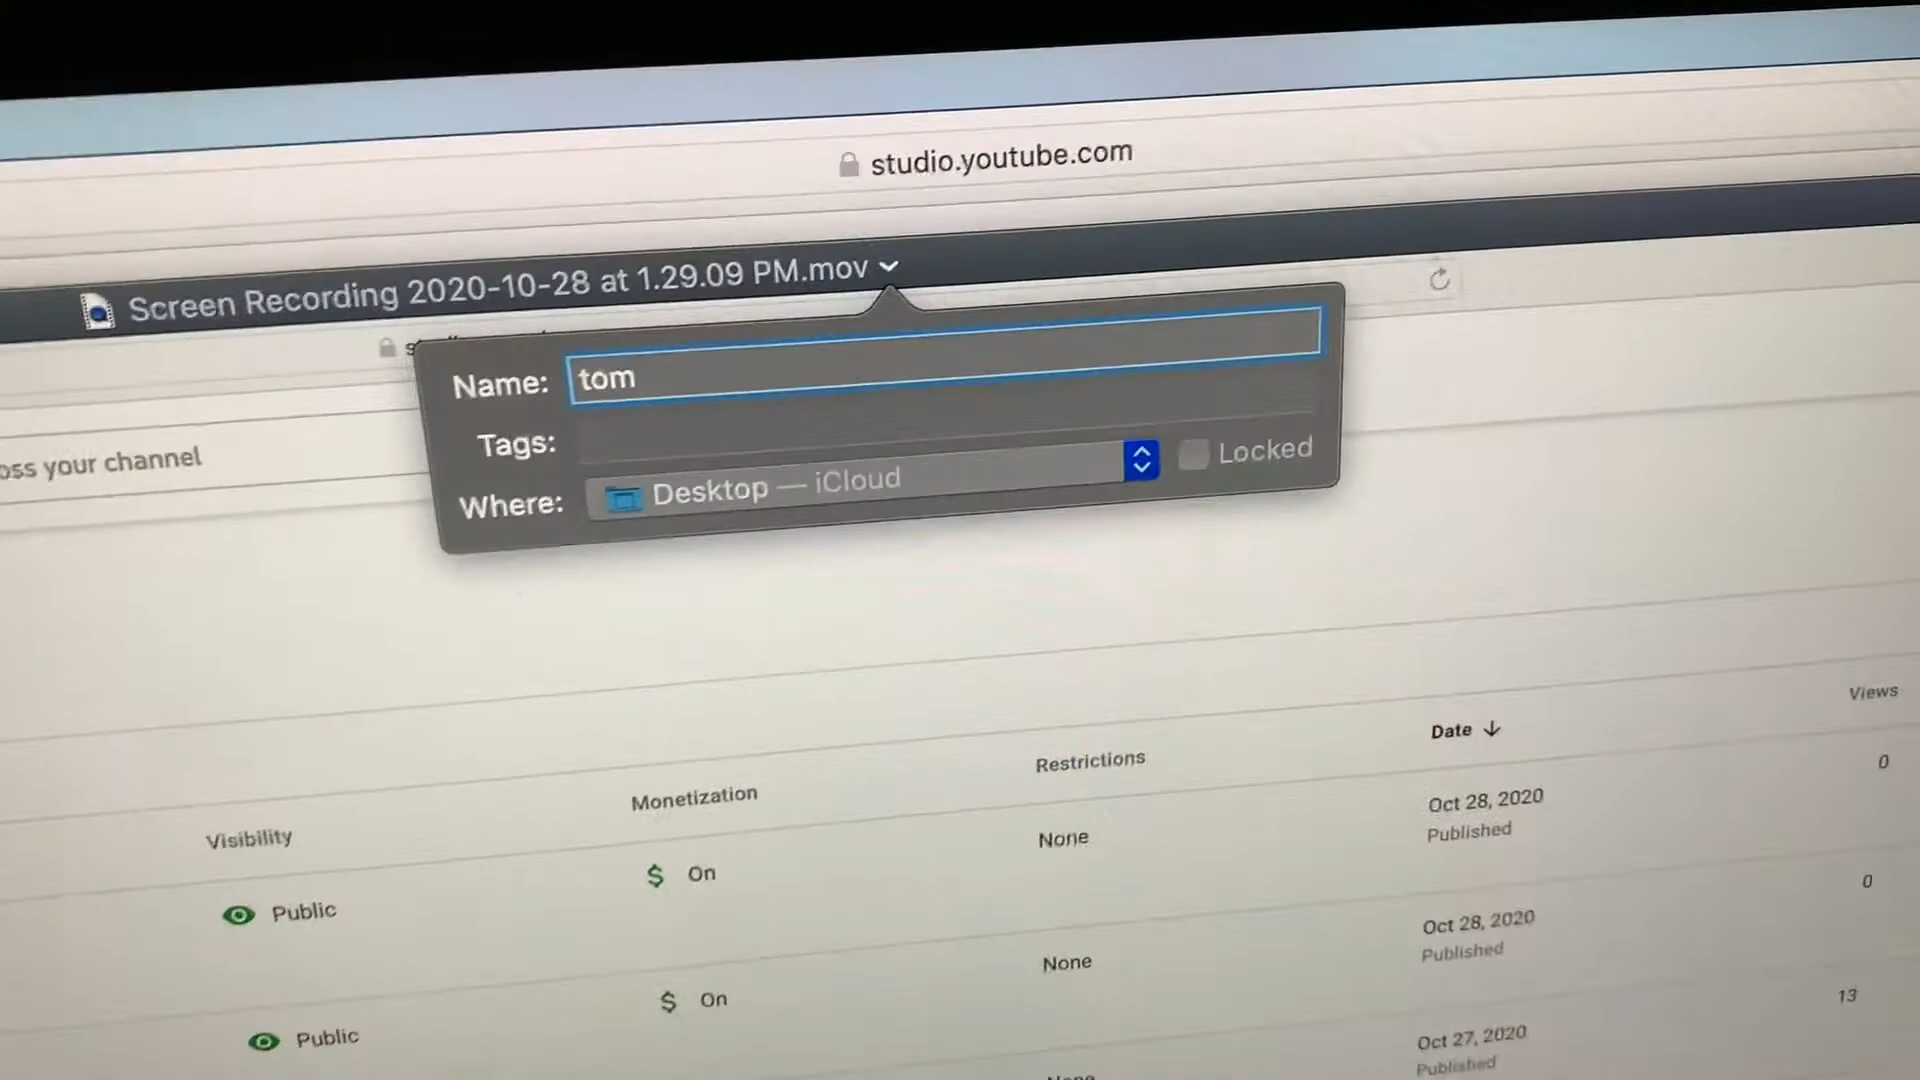 studio.youtube.com
Screen Recording 2020-10-28 at 1.29.09 PM.mov
Name: tom
oss your channel
Tags:
Locked
Where: Desktop — iCloud
Views
Date ↓
Restrictions
Monetization
Visibility
0
Oct 28, 2020
Published
None
$ On
Public
0
Oct 28, 2020
Published
None
$ On
Public
13
Oct 27, 2020
Published